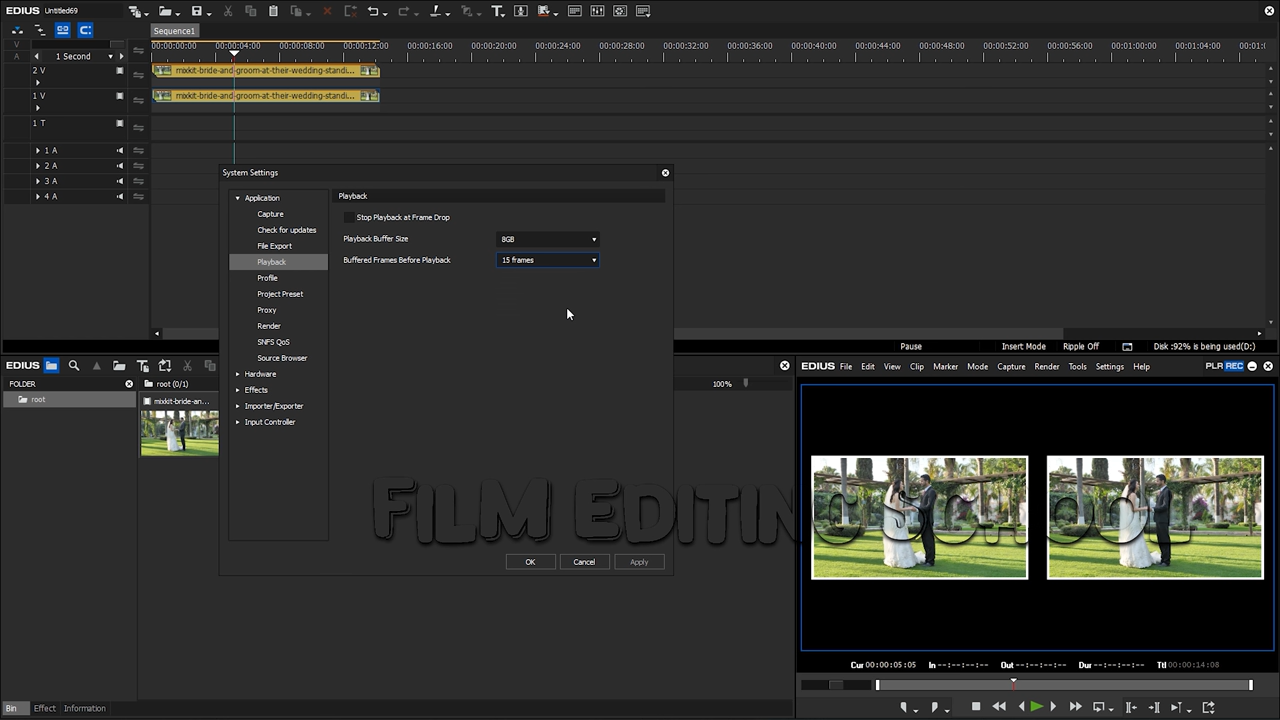 EDIUS Untitled69
Sequence1
00:00:00:00 00:00:04:00 00:00:08:00 00:00:12:00 00:00:16:00 00:00:20:00 00:00:24:00 00:00:28:00 00:00:32:00 00:00:36:00 00:00:40:00 00:00:44:00 00:00:48:00 00:00:52:00 00:00:56:00 00:01:00:00 00:01:04:00 00:01:0
V
A
1 Second
2 V
mixkit-bride-and-groom-at-their-wedding-standi...
1 V
mixkit-bride-and-groom-at-their-wedding-standi...
1 T
1 A
2 A
3 A
4 A
System Settings
Application
Capture
Check for updates
File Export
Playback
Profile
Project Preset
Proxy
Render
SNFS QoS
Source Browser
Hardware
Effects
Importer/Exporter
Input Controller
Playback
Stop Playback at Frame Drop
Playback Buffer Size 8GB
Buffered Frames Before Playback 15 frames
OK Cancel Apply
Pause Insert Mode Ripple Off Disk :92% is being used(D:)
EDIUS
FOLDER
root (0/1)
100%
root
mixkit-bride-an...
EDIUS File Edit View Clip Marker Mode Capture Render Tools Settings Help PLR REC
FILM EDITING SCHOOL
Cur 00:00:05:05 In --:--:--:-- Out --:--:--:-- Dur --:--:--:-- Ttl 00:00:14:08
Bin Effect Information